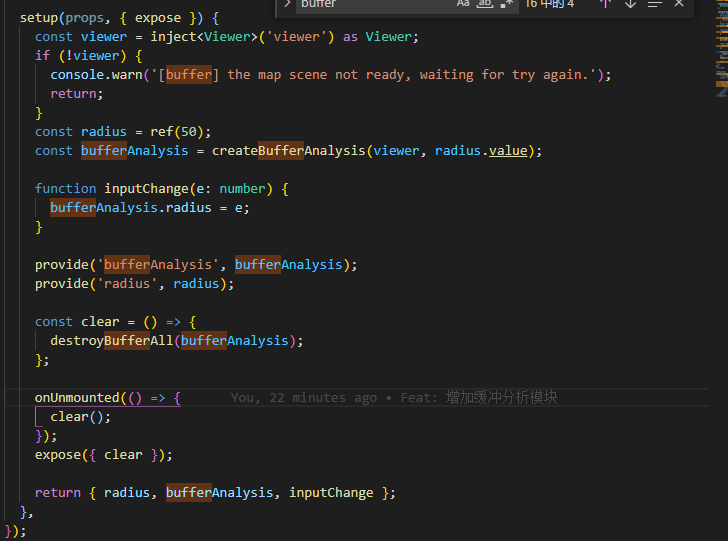 buffer
Aa
ab
16 中的 4
setup(props, { expose }) {
const viewer = inject<Viewer>('viewer') as Viewer;
if (!viewer) {
console.warn('[buffer] the map scene not ready, waiting for try again.');
return;
}
const radius = ref(50);
const bufferAnalysis = createBufferAnalysis(viewer, radius.value);
function inputChange(e: number) {
bufferAnalysis.radius = e;
}
provide('bufferAnalysis', bufferAnalysis);
provide('radius', radius);
const clear = () => {
destroyBufferAll(bufferAnalysis);
};
onUnmounted(() => { You, 22 minutes ago • Feat: 增加缓冲分析模块
clear();
});
expose({ clear });
return { radius, bufferAnalysis, inputChange };
},
});